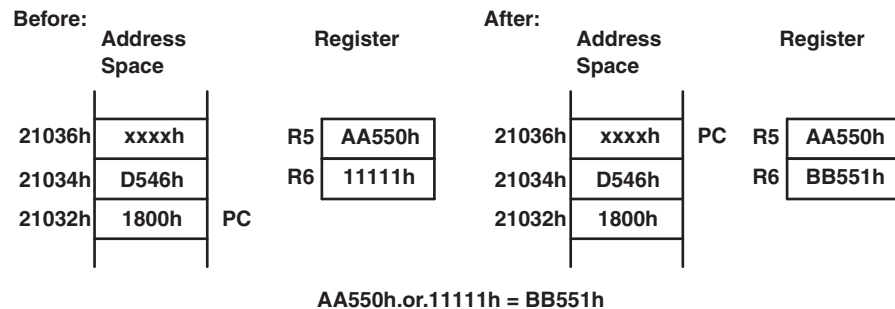 Before:
Address
Space
Register
21036h xxxxh
21034h D546h
21032h 1800h PC
R5 AA550h
R6 11111h
After:
Address
Space
Register
21036h xxxxh PC
21034h D546h
21032h 1800h
R5 AA550h
R6 BB551h
AA550h.or.11111h = BB551h